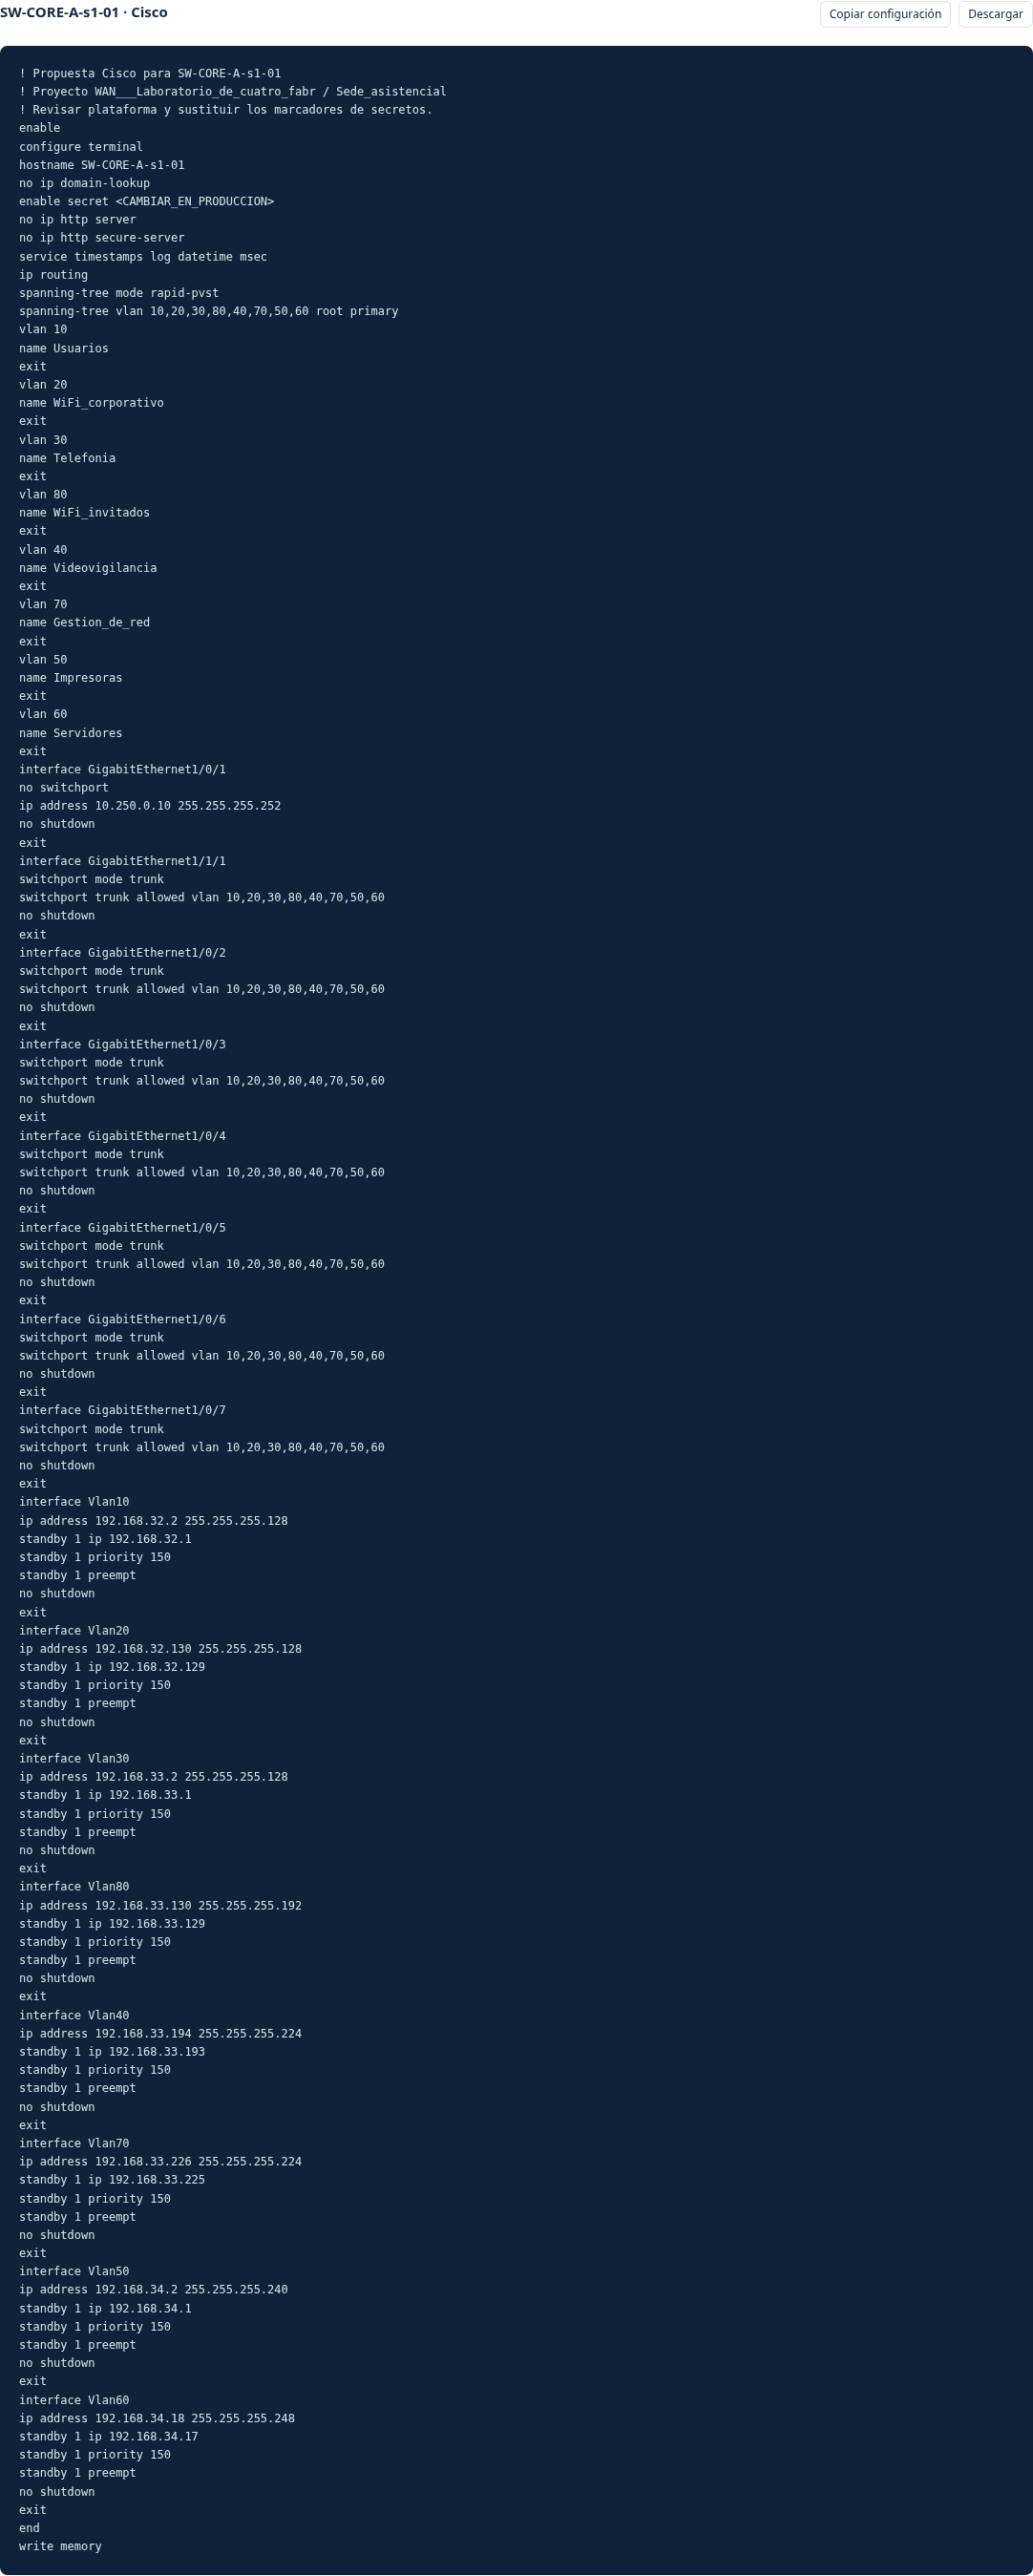 SW-CORE-A-s1-01 · Cisco
Copiar configuración
Descargar
! Propuesta Cisco para SW-CORE-A-s1-01
! Proyecto WAN___Laboratorio_de_cuatro_fabr / Sede_asistencial
! Revisar plataforma y sustituir los marcadores de secretos.
enable
configure terminal
hostname SW-CORE-A-s1-01
no ip domain-lookup
enable secret <CAMBIAR_EN_PRODUCCION>
no ip http server
no ip http secure-server
service timestamps log datetime msec
ip routing
spanning-tree mode rapid-pvst
spanning-tree vlan 10,20,30,80,40,70,50,60 root primary
vlan 10
name Usuarios
exit
vlan 20
name WiFi_corporativo
exit
vlan 30
name Telefonia
exit
vlan 80
name WiFi_invitados
exit
vlan 40
name Videovigilancia
exit
vlan 70
name Gestion_de_red
exit
vlan 50
name Impresoras
exit
vlan 60
name Servidores
exit
interface GigabitEthernet1/0/1
no switchport
ip address 10.250.0.10 255.255.255.252
no shutdown
exit
interface GigabitEthernet1/1/1
switchport mode trunk
switchport trunk allowed vlan 10,20,30,80,40,70,50,60
no shutdown
exit
interface GigabitEthernet1/0/2
switchport mode trunk
switchport trunk allowed vlan 10,20,30,80,40,70,50,60
no shutdown
exit
interface GigabitEthernet1/0/3
switchport mode trunk
switchport trunk allowed vlan 10,20,30,80,40,70,50,60
no shutdown
exit
interface GigabitEthernet1/0/4
switchport mode trunk
switchport trunk allowed vlan 10,20,30,80,40,70,50,60
no shutdown
exit
interface GigabitEthernet1/0/5
switchport mode trunk
switchport trunk allowed vlan 10,20,30,80,40,70,50,60
no shutdown
exit
interface GigabitEthernet1/0/6
switchport mode trunk
switchport trunk allowed vlan 10,20,30,80,40,70,50,60
no shutdown
exit
interface GigabitEthernet1/0/7
switchport mode trunk
switchport trunk allowed vlan 10,20,30,80,40,70,50,60
no shutdown
exit
interface Vlan10
ip address 192.168.32.2 255.255.255.128
standby 1 ip 192.168.32.1
standby 1 priority 150
standby 1 preempt
no shutdown
exit
interface Vlan20
ip address 192.168.32.130 255.255.255.128
standby 1 ip 192.168.32.129
standby 1 priority 150
standby 1 preempt
no shutdown
exit
interface Vlan30
ip address 192.168.33.2 255.255.255.128
standby 1 ip 192.168.33.1
standby 1 priority 150
standby 1 preempt
no shutdown
exit
interface Vlan80
ip address 192.168.33.130 255.255.255.192
standby 1 ip 192.168.33.129
standby 1 priority 150
standby 1 preempt
no shutdown
exit
interface Vlan40
ip address 192.168.33.194 255.255.255.224
standby 1 ip 192.168.33.193
standby 1 priority 150
standby 1 preempt
no shutdown
exit
interface Vlan70
ip address 192.168.33.226 255.255.255.224
standby 1 ip 192.168.33.225
standby 1 priority 150
standby 1 preempt
no shutdown
exit
interface Vlan50
ip address 192.168.34.2 255.255.255.240
standby 1 ip 192.168.34.1
standby 1 priority 150
standby 1 preempt
no shutdown
exit
interface Vlan60
ip address 192.168.34.18 255.255.255.248
standby 1 ip 192.168.34.17
standby 1 priority 150
standby 1 preempt
no shutdown
exit
end
write memory